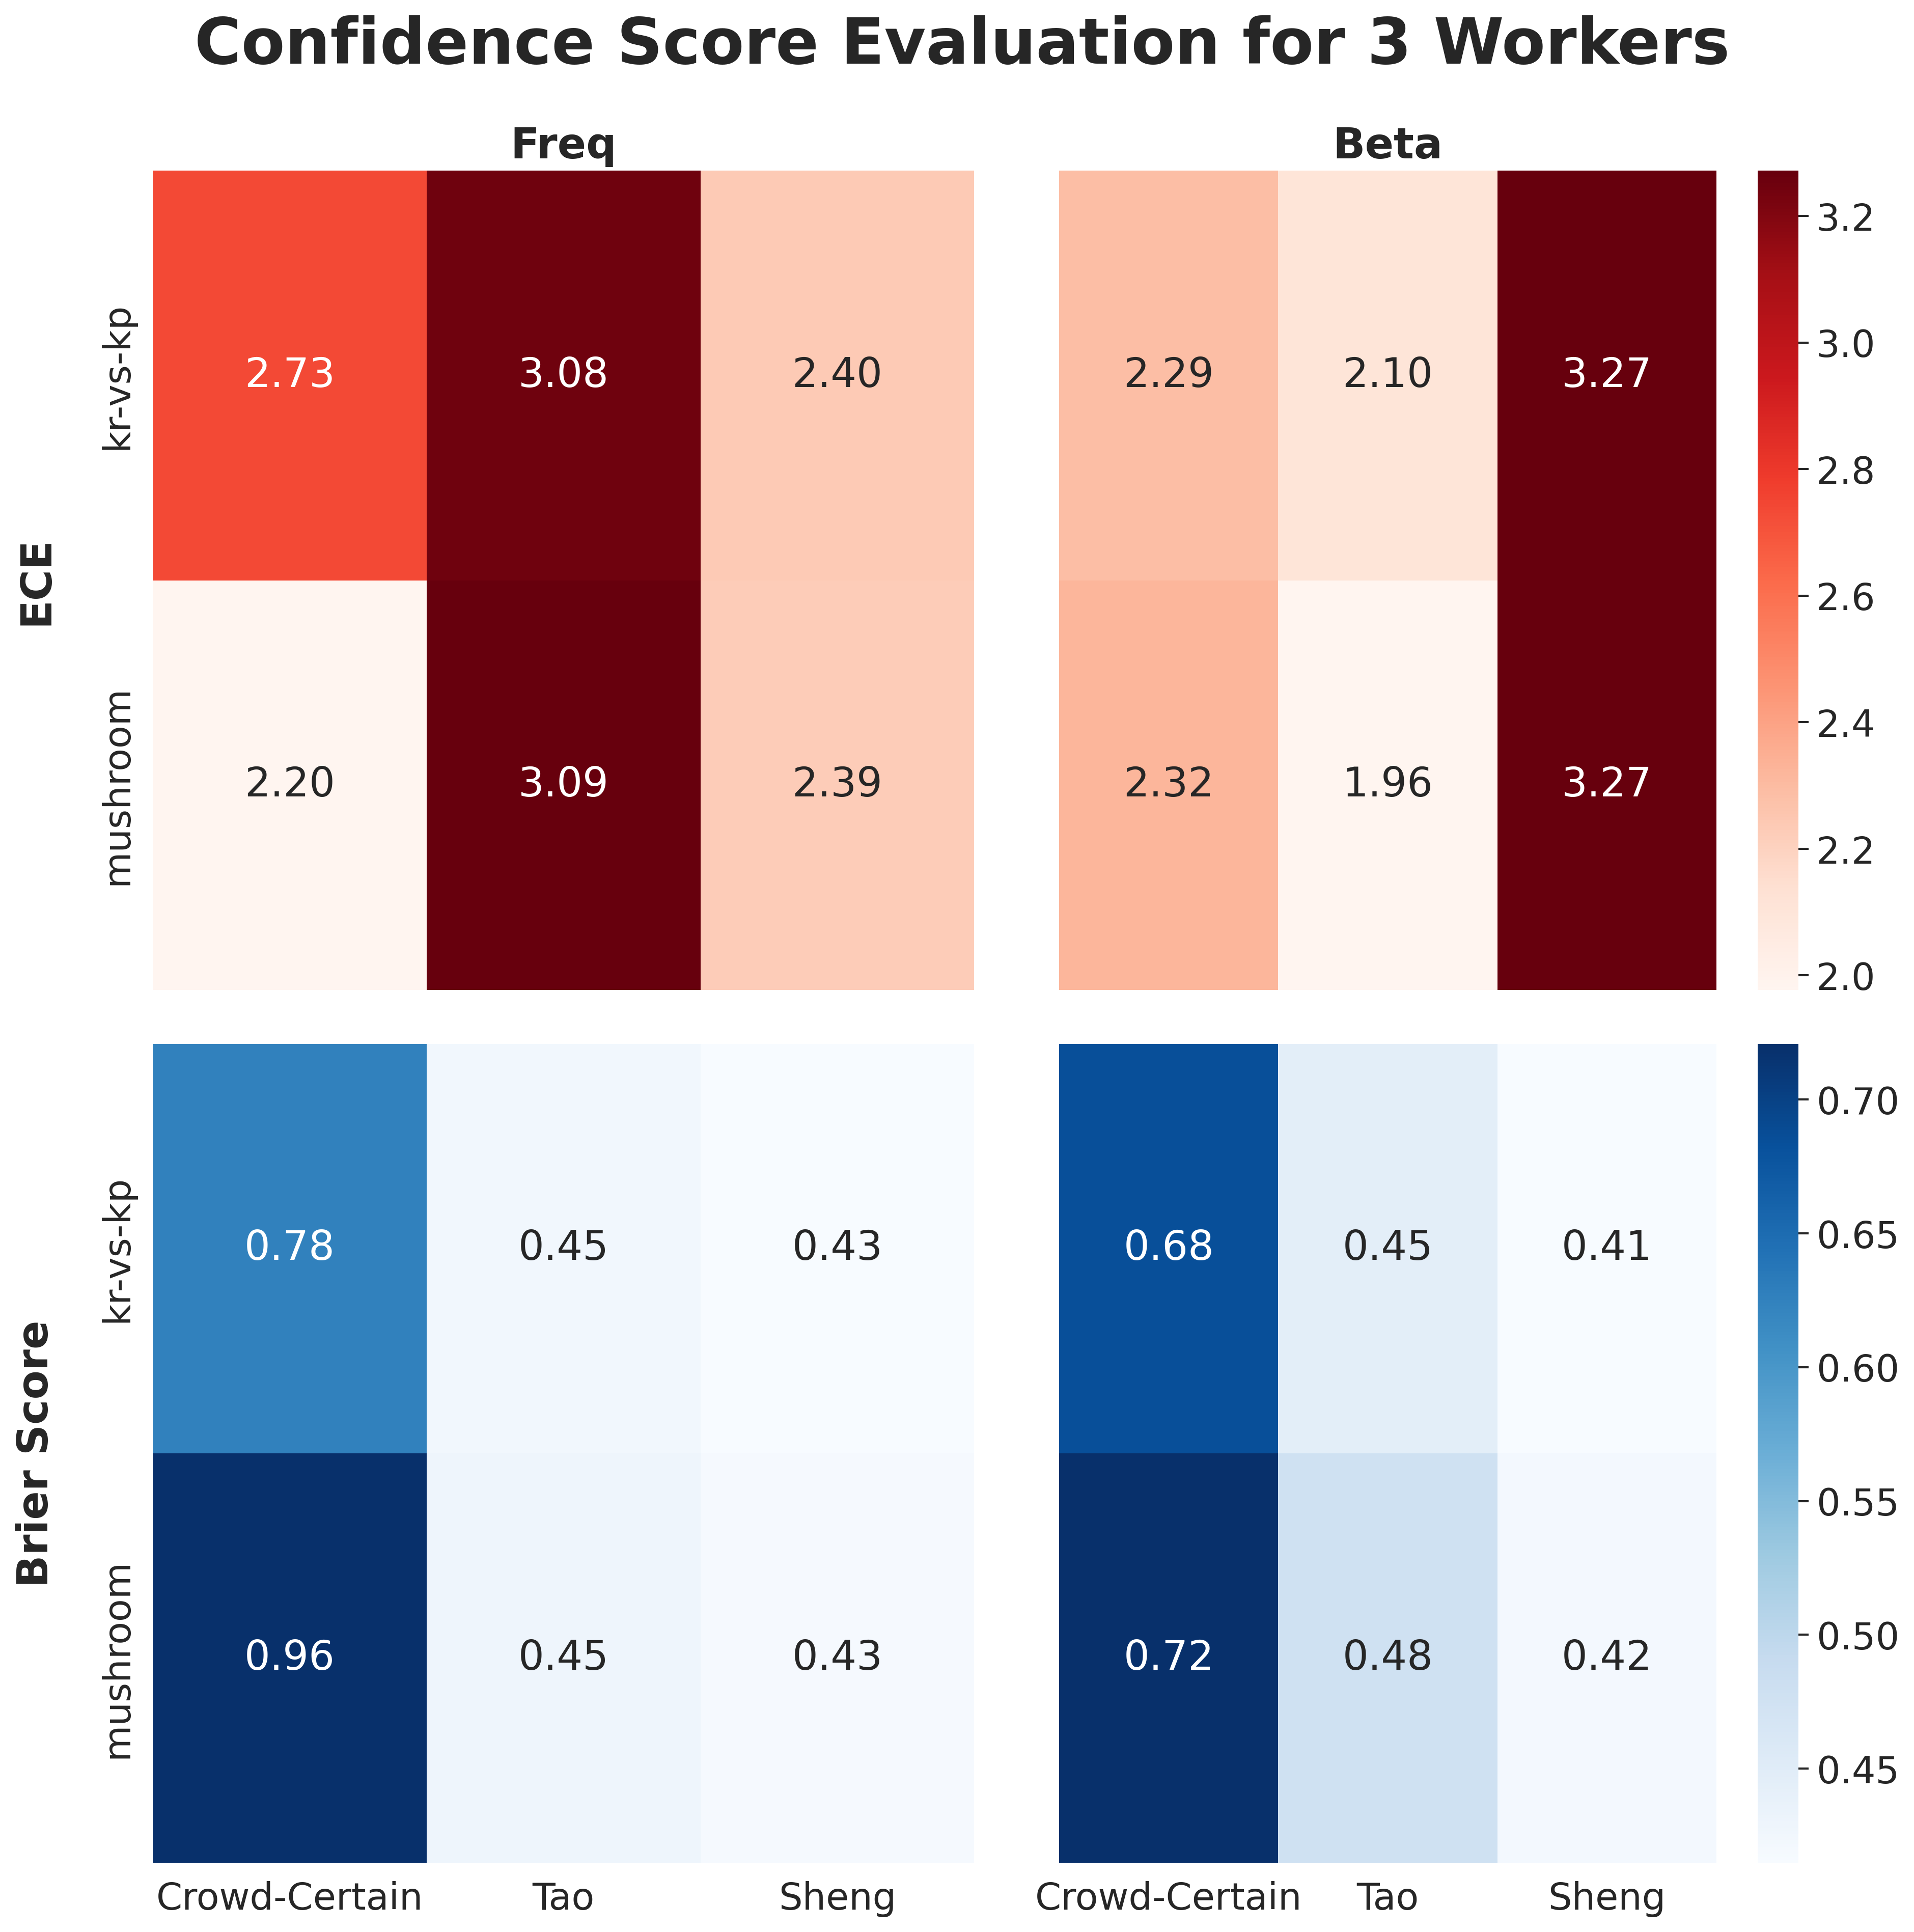 Confidence Score Evaluation for 3 Workers
Freq
Beta
ECE
kr-vs-kp
2.73 3.08 2.40
2.29 2.10 3.27
mushroom
2.20 3.09 2.39
2.32 1.96 3.27
3.2
3.0
2.8
2.6
2.4
2.2
2.0
Brier Score
kr-vs-kp
0.78 0.45 0.43
0.68 0.45 0.41
mushroom
0.96 0.45 0.43
0.72 0.48 0.42
0.70
0.65
0.60
0.55
0.50
0.45
Crowd-Certain Tao Sheng
Crowd-Certain Tao Sheng